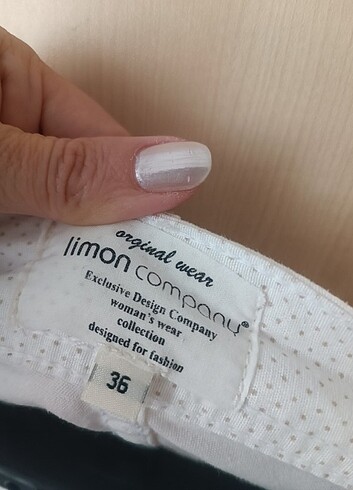 orginal wear
limon company®
Exclusive Design Company
woman's wear
collection
designed for fashion
36